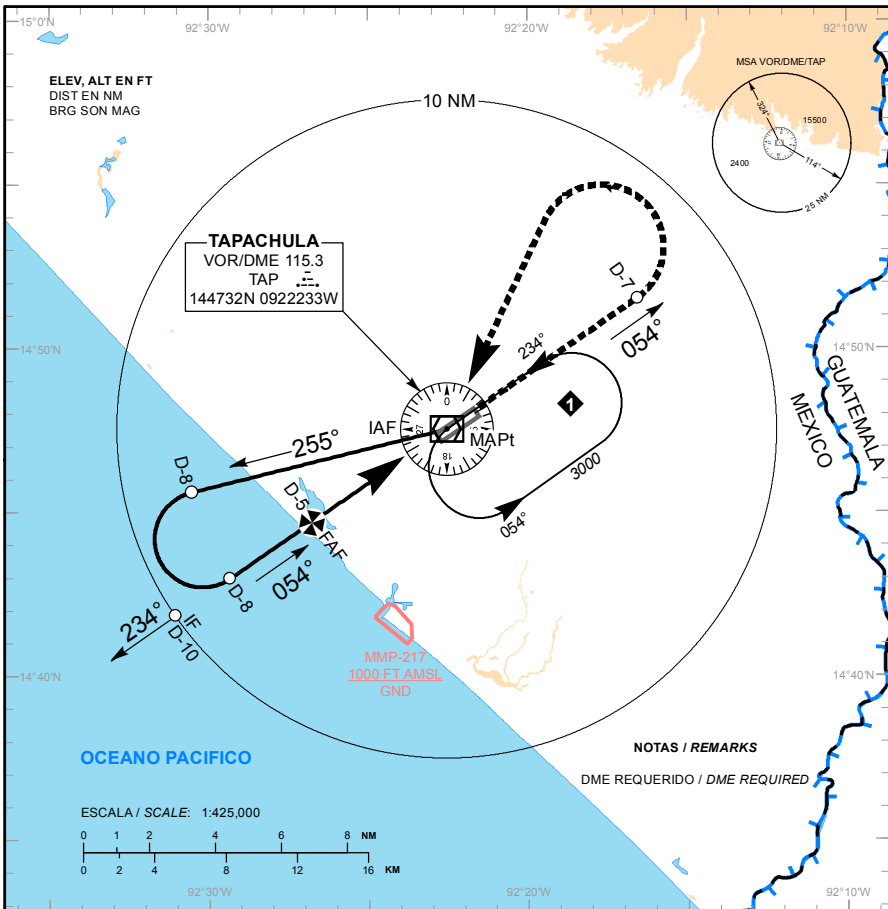 15°0'N
92°30'W
92°20'W
92°10'W
ELEV, ALT EN FT
DIST EN NM
BRG SON MAG
10 NM
MSA VOR/DME/TAP
324°
15500
2400
114°
25 NM
TAPACHULA
VOR/DME 115.3
TAP
144732N 0922233W
D-7
054°
234°
14°50'N
14°50'N
GUATEMALA
MEXICO
1
0
27
18
IAF
MAPt
255°
3000
054°
D-8
D-5
FAF
054°
D-8
IF
D-10
234°
MMP-217
1000 FT AMSL
GND
14°40'N
14°40'N
OCEANO PACIFICO
NOTAS / REMARKS
DME REQUERIDO / DME REQUIRED
ESCALA / SCALE: 1:425,000
0 1 2 4 6 8 NM
0 2 4 8 12 16 KM
92°30'W
92°20'W
92°10'W